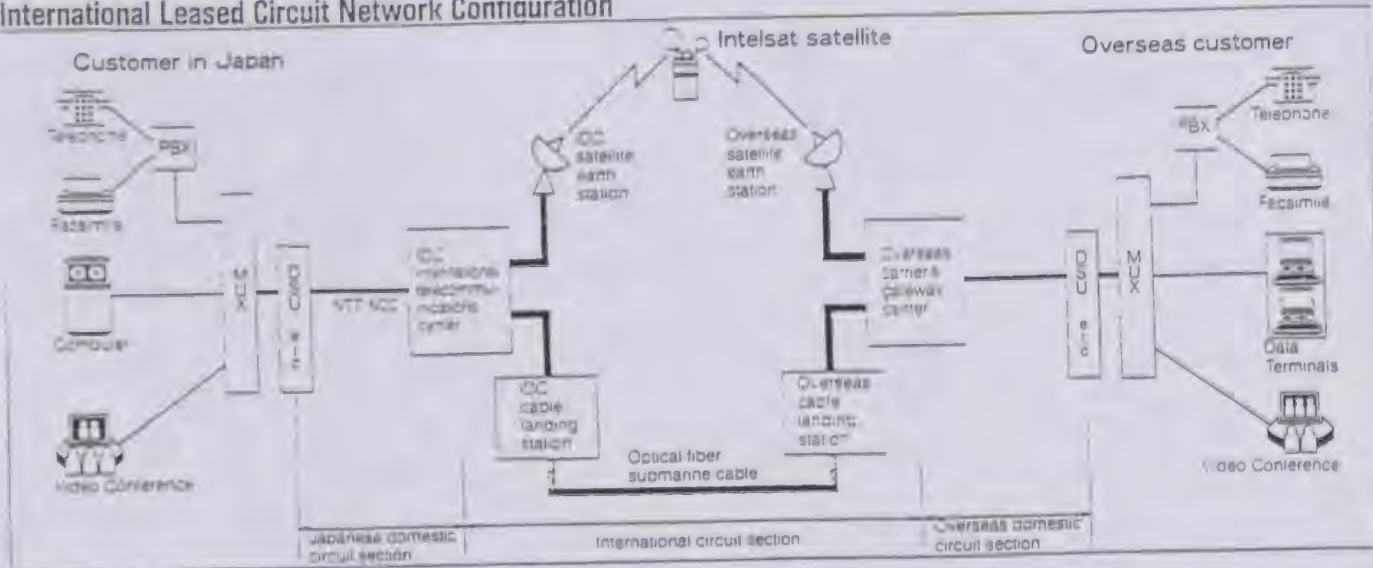 International Leased Circuit Network Configuration
Customer in Japan
Intelsat satellite
Overseas customer
Telephone
PBX
Facsimile
Computer
Video Conference
MUX
DSU etc
NTT NCC
IDC
international
telecommu-
nications
center
IDC
satellite
earth
station
Overseas
satellite
earth
station
IDC
cable
landing
station
Overseas
cable
landing
station
Optical fiber
submarine cable
Overseas
carrier's
gateway
center
DSU etc
MUX
PBX
Telephone
Facsimile
Data
Terminals
Video Conference
Japanese domestic
circuit section
International circuit section
Overseas domestic
circuit section